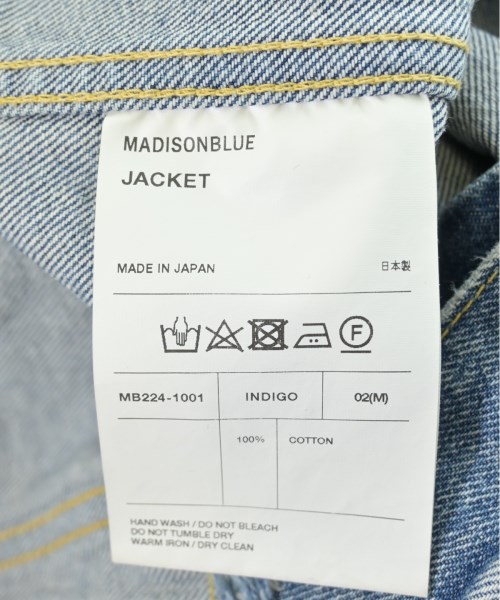 MADISONBLUE
JACKET
MADE IN JAPAN 日本製
F
MB224-1001 INDIGO 02(M)
100% COTTON
HAND WASH / DO NOT BLEACH
DO NOT TUMBLE DRY
WARM IRON / DRY CLEAN